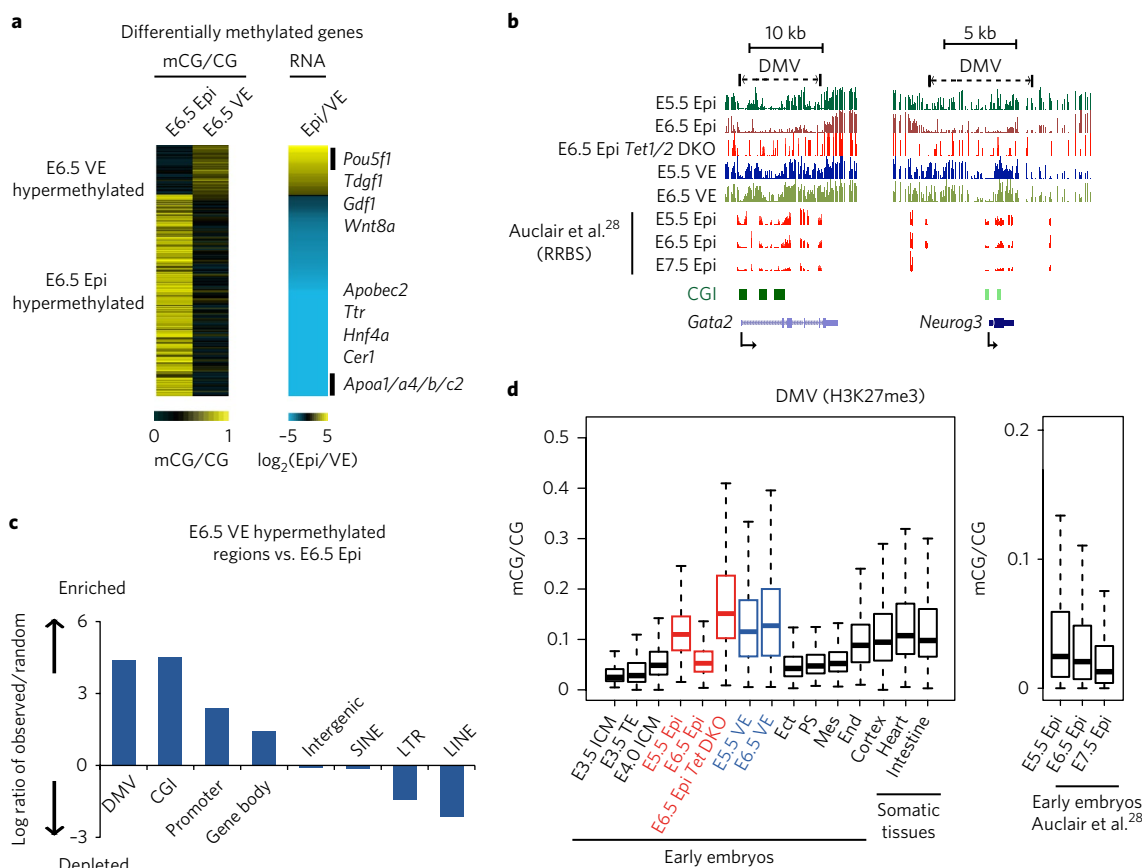 a
Differentially methylated genes
mCG/CG
RNA
E6.5 Epi
E6.5 VE
Epi/VE
E6.5 VE
hypermethylated
E6.5 Epi
hypermethylated
Pou5f1
Tdgf1
Gdf1
Wnt8a
Apobec2
Ttr
Hnf4a
Cer1
Apoa1/a4/b/c2
0 1
mCG/CG
−5 5
log2(Epi/VE)
b
10 kb
5 kb
DMV
DMV
E5.5 Epi
E6.5 Epi
E6.5 Epi Tet1/2 DKO
E5.5 VE
E6.5 VE
Auclair et al.28
(RRBS)
E5.5 Epi
E6.5 Epi
E7.5 Epi
CGI
Gata2
Neurog3
c
E6.5 VE hypermethylated
regions vs. E6.5 Epi
Enriched
Log ratio of observed/random
6
3
0
−3
Depleted
DMV
CGI
Promoter
Gene body
Intergenic
SINE
LTR
LINE
d
DMV (H3K27me3)
mCG/CG
0.5
0.4
0.3
0.2
0.1
0
E3.5 ICM
E3.5 TE
E4.0 ICM
E5.5 Epi
E6.5 Epi
E6.5 Epi Tet DKO
E5.5 VE
E6.5 VE
Ect
PS
Mes
End
Cortex
Heart
Intestine
Early embryos
Somatic
tissues
mCG/CG
0.2
0.1
0
E5.5 Epi
E6.5 Epi
E7.5 Epi
Early embryos
Auclair et al.28